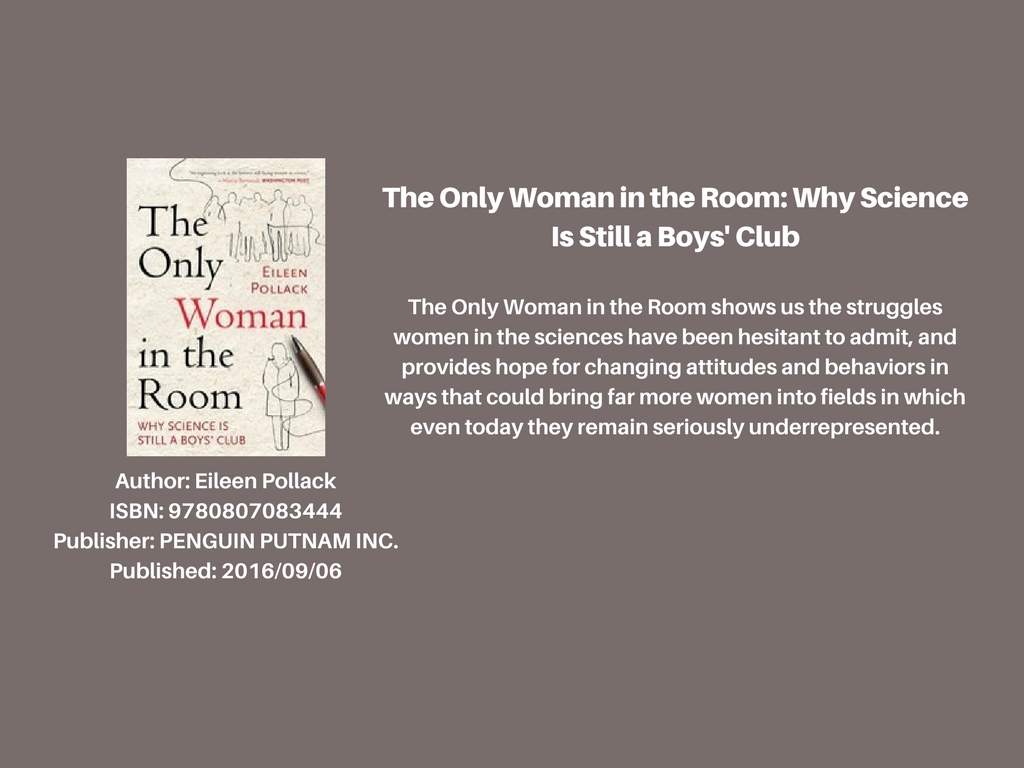 The
Only
EILEEN
POLLACK
Woman
in the
Room
WHY SCIENCE IS
STILL A BOYS' CLUB
Author: Eileen Pollack
ISBN: 9780807083444
Publisher: PENGUIN PUTNAM INC.
Published: 2016/09/06
The Only Woman in the Room: Why Science
Is Still a Boys' Club
The Only Woman in the Room shows us the struggles
women in the sciences have been hesitant to admit, and
provides hope for changing attitudes and behaviors in
ways that could bring far more women into fields in which
even today they remain seriously underrepresented.